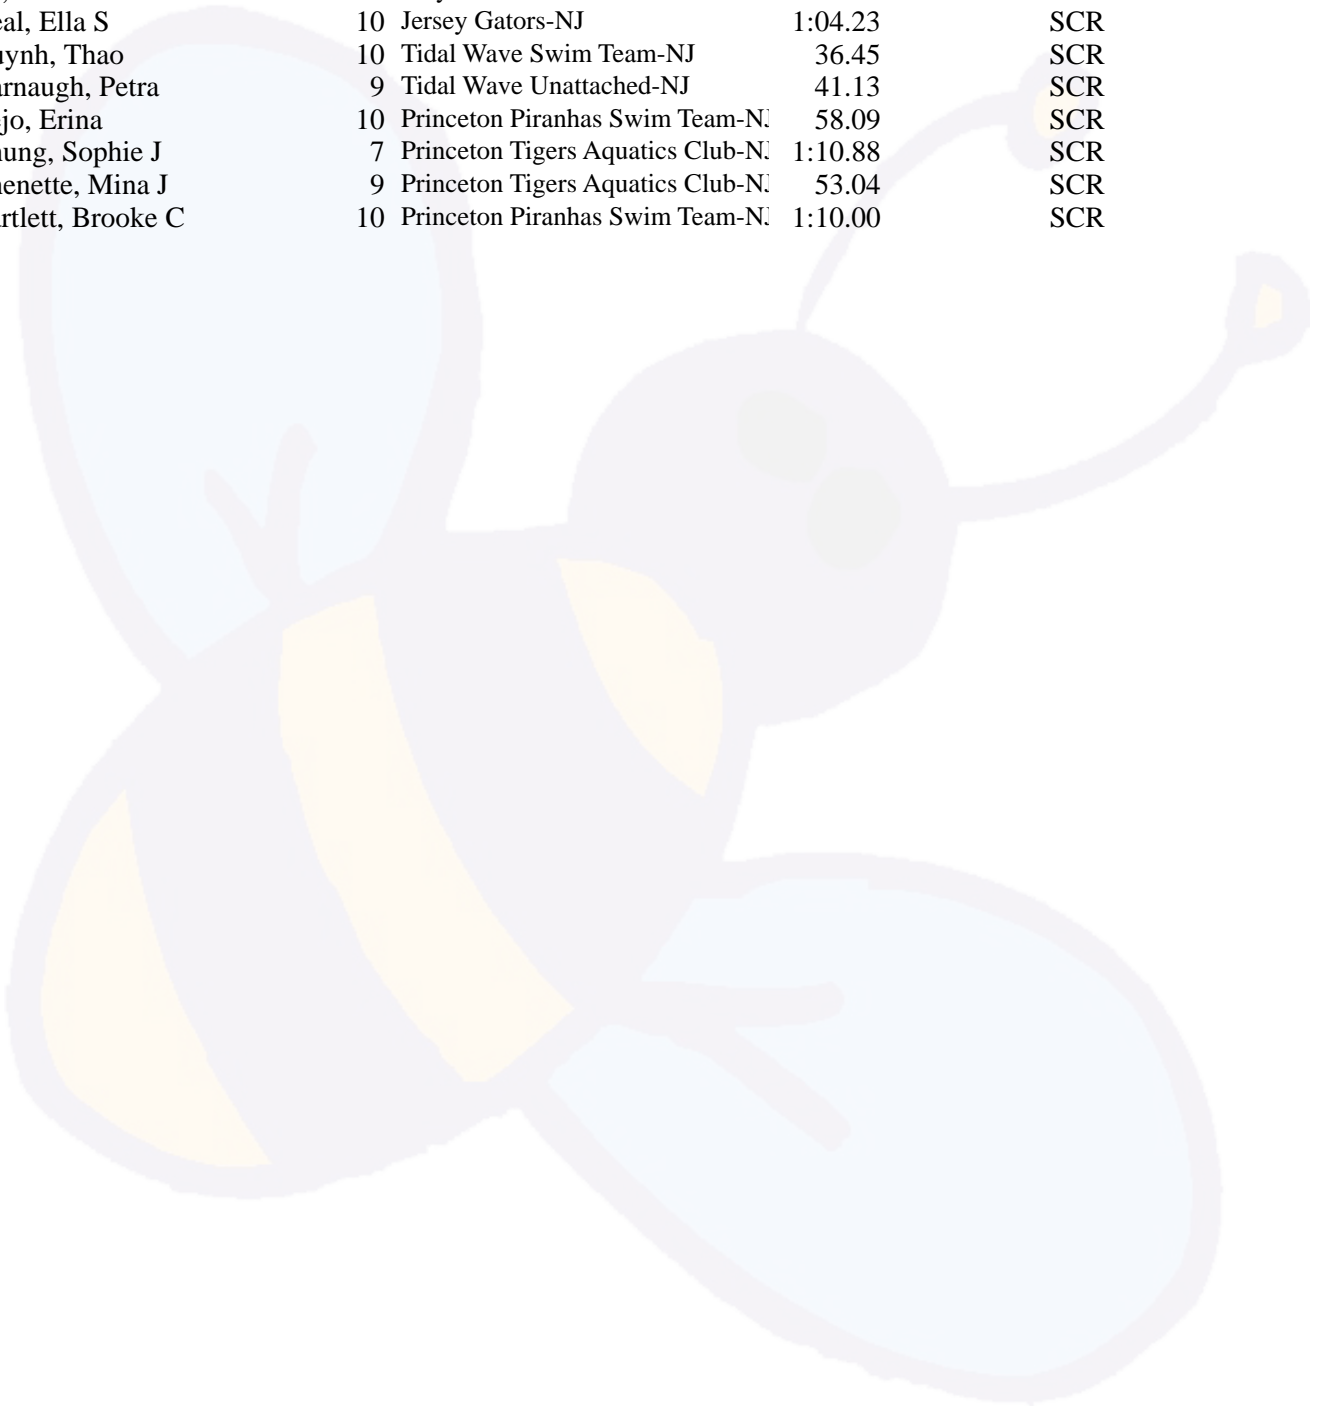 eal, Ella S 10 Jersey Gators-NJ 1:04.23 SCR
uynh, Thao 10 Tidal Wave Swim Team-NJ 36.45 SCR
arnaugh, Petra 9 Tidal Wave Unattached-NJ 41.13 SCR
jo, Erina 10 Princeton Piranhas Swim Team-NJ 58.09 SCR
hung, Sophie J 7 Princeton Tigers Aquatics Club-NJ 1:10.88 SCR
henette, Mina J 9 Princeton Tigers Aquatics Club-NJ 53.04 SCR
artlett, Brooke C 10 Princeton Piranhas Swim Team-NJ 1:10.00 SCR